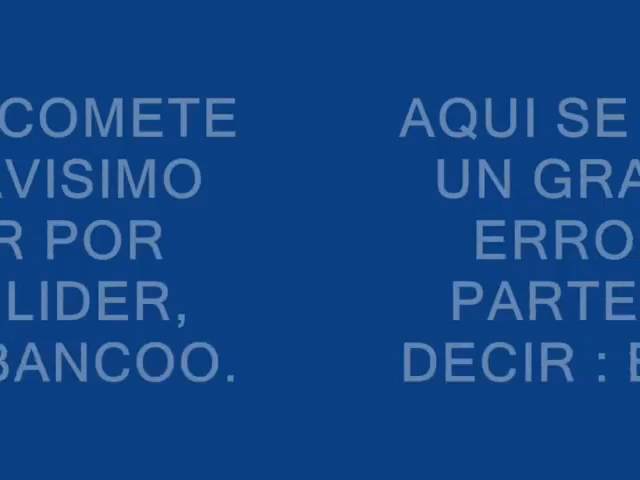 COMETE
AVISIMO
R POR
LIDER,
BANCOO.
AQUI SE
UN GRA
ERRO
PARTE
DECIR : E